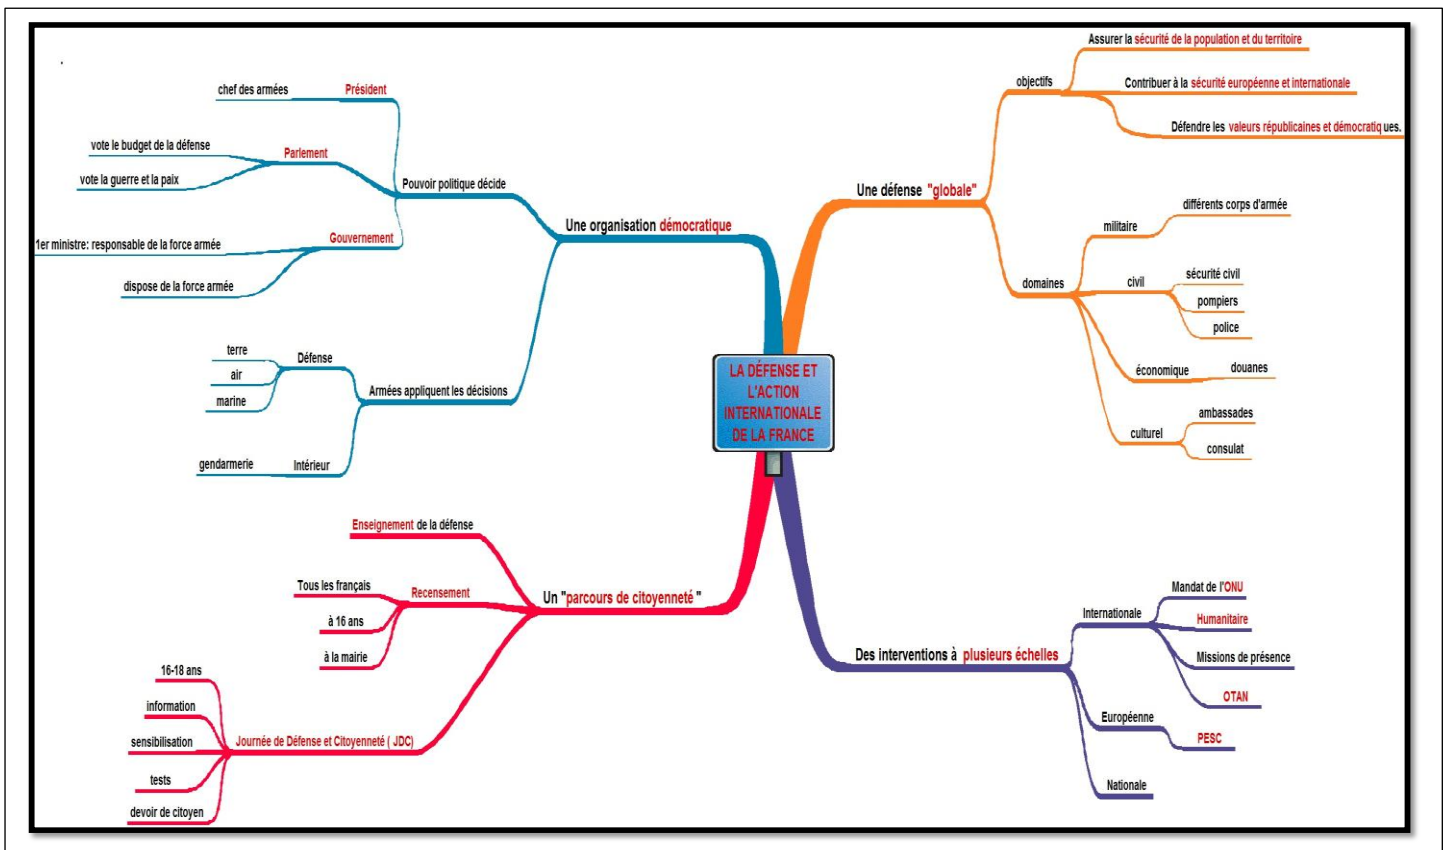 LA DÉFENSE ET
L'ACTION
INTERNATIONALE
DE LA FRANCE
Une organisation démocratique
Pouvoir politique décide
Président
chef des armées
Parlement
vote le budget de la défense
vote la guerre et la paix
Gouvernement
1er ministre: responsable de la force armée
dispose de la force armée
Armées appliquent les décisions
Défense
terre
air
marine
Intérieur
gendarmerie
Une défense "globale"
objectifs
Assurer la sécurité de la population et du territoire
Contribuer à la sécurité européenne et internationale
Défendre les valeurs républicaines et démocratiq ues.
domaines
militaire
différents corps d'armée
civil
sécurité civil
pompiers
police
économique
douanes
culturel
ambassades
consulat
Un "parcours de citoyenneté "
Enseignement de la défense
Recensement
Tous les français
à 16 ans
à la mairie
Journée de Défense et Citoyenneté ( JDC)
16-18 ans
information
sensibilisation
tests
devoir de citoyen
Des interventions à plusieurs échelles
Internationale
Mandat de l'ONU
Humanitaire
Missions de présence
OTAN
Européenne
PESC
Nationale